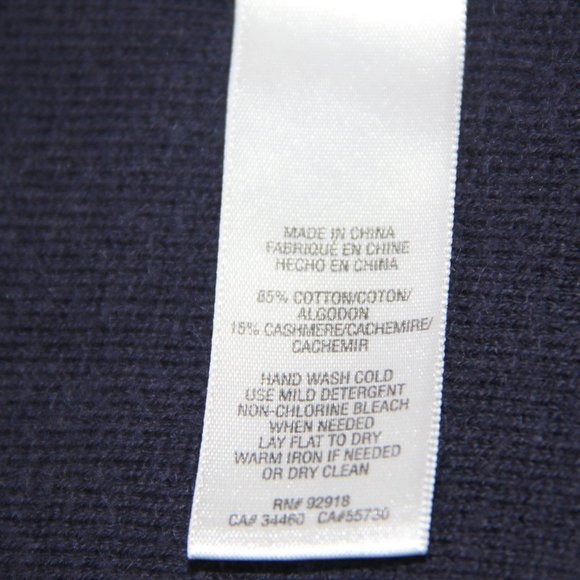 MADE IN CHINA
FABRIQUÉ EN CHINE
HECHO EN CHINA
85% COTTON/COTON/
ALGODON
15% CASHMERE/CACHEMIRE/
CACHEMIR
HAND WASH COLD
USE MILD DETERGENT
NON-CHLORINE BLEACH
WHEN NEEDED
LAY FLAT TO DRY
WARM IRON IF NEEDED
OR DRY CLEAN
RN# 92918
CA# 34460 CA#55730